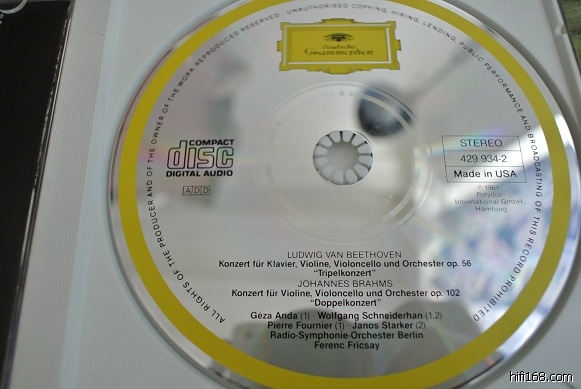 ALL RIGHTS OF THE PRODUCER AND OF THE OWNER OF THE WORK REPRODUCED RESERVED · UNAUTHORISED COPYING, HIRING, LENDING, PUBLIC PERFORMANCE AND BROADCASTING OF THIS RECORD PROHIBITED
Deutsche
Grammophon
COMPACT
disc
DIGITAL AUDIO
ADD
STEREO
429 934-2
Made in USA
℗ 1961
Polydor
International GmbH,
Hamburg
LUDWIG VAN BEETHOVEN
Konzert für Klavier, Violine, Violoncello und Orchester op. 56
“Tripelkonzert”
JOHANNES BRAHMS
Konzert für Violine, Violoncello und Orchester op. 102
“Doppelkonzert”
Géza Anda (1) · Wolfgang Schneiderhan (1.2)
Pierre Fournier (1) · Janos Starker (2)
Radio-Symphonie-Orchester Berlin
Ferenc Fricsay
hifi168.com